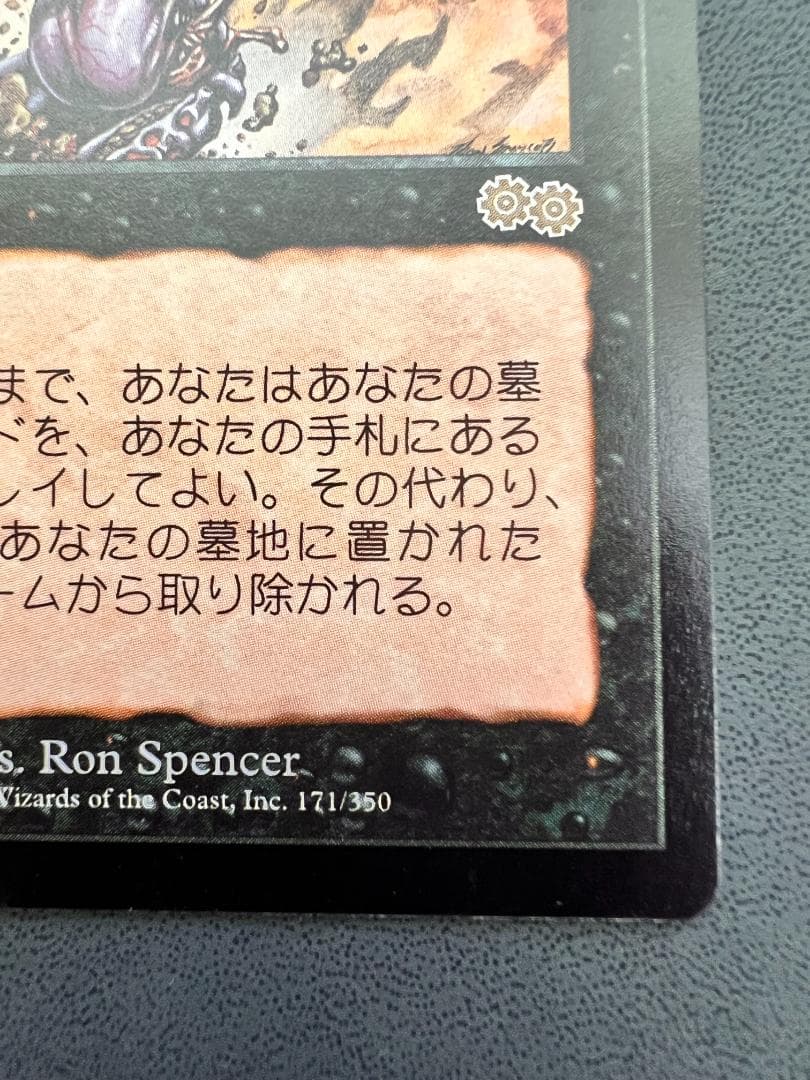 まで、あなたはあなたの墓
ドを、あなたの手札にある
レイしてよい。その代わり、
あなたの墓地に置かれた
ームから取り除かれる。
s. Ron Spencer
Wizards of the Coast, Inc. 171/350